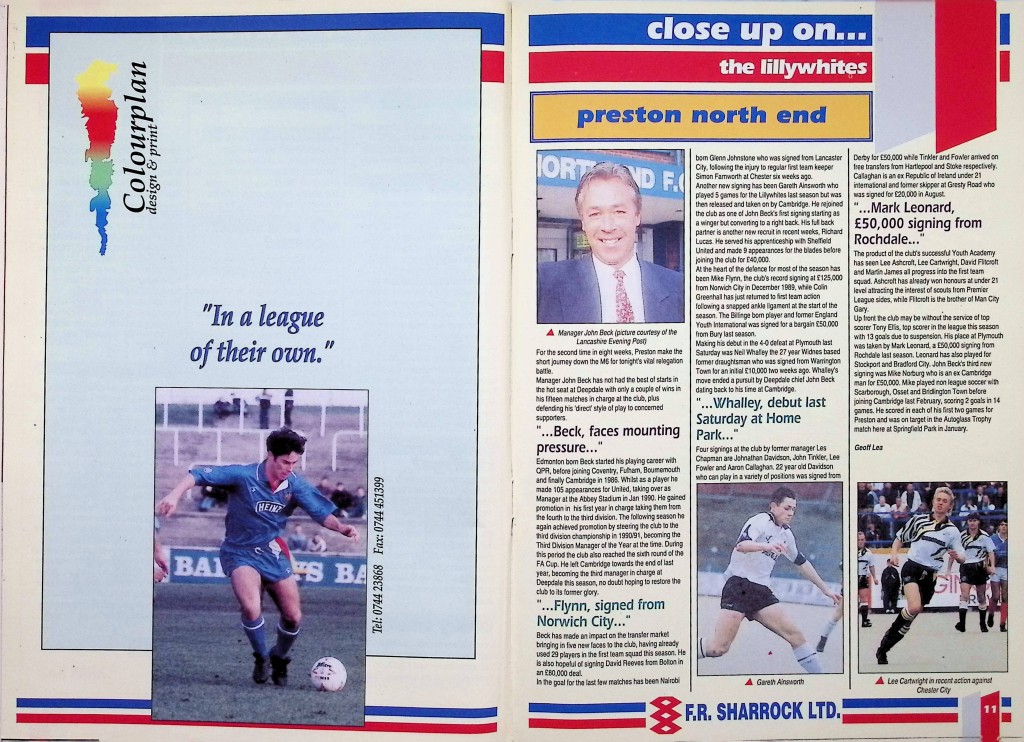 Colourplan
design & print
"In a league
of their own."
HEINZ
BA
YS BA
Tel: 0744 23868 Fax: 0744 451399
close up on...
the lillywhites
preston north end
NORT
ND F.C
Manager John Beck (picture courtesy of the
Lancashire Evening Post)
For the second time in eight weeks, Preston make the
short journey down the M6 for tonight's vital relegation
battle.
Manager John Beck has not had the best of starts in
the hot seat at Deepdale with only a couple of wins in
his fifteen matches in charge at the club, plus
defending his 'direct' style of play to concerned
supporters.
"...Beck, faces mounting
pressure..."
Edmonton born Beck started his playing career with
QPR, before joining Coventry, Fulham, Bournemouth
and finally Cambridge in 1986. Whilst as a player he
made 105 appearances for United, taking over as
Manager at the Abbey Stadium in Jan 1990. He gained
promotion in his first year in charge taking them from
the fourth to the third division. The following season he
again achieved promotion by steering the club to the
third division championship in 1990/91, becoming the
Third Division Manager of the Year at the time. During
this period the club also reached the sixth round of the
FA Cup. He left Cambridge towards the end of last
year, becoming the third manager in charge at
Deepdale this season, no doubt hoping to restore the
club to its former glory.
"...Flynn, signed from
Norwich City..."
Beck has made an impact on the transfer market
bringing in five new faces to the club, having already
used 29 players in the first team squad this season. He
is also hopeful of signing David Reeves from Bolton in
an £80,000 deal.
In the goal for the last few matches has been Nairobi
born Glenn Johnstone who was signed from Lancaster
City, following the injury to regular first team keeper
Simon Farnworth at Chester six weeks ago.
Another new signing has been Gareth Ainsworth who
played 5 games for the Lillywhites last season but was
then released and taken on by Cambridge. He rejoined
the club as one of John Beck's first signing starting as
a winger but converting to a right back. His full back
partner is another new recruit in recent weeks, Richard
Lucas. He served his apprenticeship with Sheffield
United and made 9 appearances for the blades before
joining the club for £40,000.
At the heart of the defence for most of the season has
been Mike Flynn, the club's record signing at £125,000
from Norwich City in December 1989, while Colin
Greenhall has just returned to first team action
following a snapped ankle ligament at the start of the
season. The Billinge born player and former England
Youth International was signed for a bargain £50,000
from Bury last season.
Making his debut in the 4-0 defeat at Plymouth last
Saturday was Neil Whalley the 27 year Widnes based
former draughtsman who was signed from Warrington
Town for an initial £10,000 two weeks ago. Whalley's
move ended a pursuit by Deepdale chief John Beck
dating back to his time at Cambridge.
"...Whalley, debut last
Saturday at Home
Park..."
Four signings at the club by former manager Les
Chapman are Johnathan Davidson, John Tinkler, Lee
Fowler and Aaron Callaghan. 22 year old Davidson
who can play in a variety of positions was signed from
Gareth Ainsworth
Derby for £50,000 while Tinkler and Fowler arrived on
free transfers from Hartlepool and Stoke respectively.
Callaghan is an ex Republic of Ireland under 21
international and former skipper at Gresty Road who
was signed for £20,000 in August.
"...Mark Leonard,
£50,000 signing from
Rochdale..."
The product of the club's successful Youth Academy
has seen Lee Ashcroft, Lee Cartwright, David Flitcroft
and Martin James all progress into the first team
squad. Ashcroft has already won honours at under 21
level attracting the interest of scouts from Premier
League sides, while Flitcroft is the brother of Man City
Gary.
Up front the club may be without the service of top
scorer Tony Ellis, top scorer in the league this season
with 13 goals due to suspension. His place at Plymouth
was taken by Mark Leonard, a £50,000 signing from
Rochdale last season. Leonard has also played for
Stockport and Bradford City. John Beck's third new
signing was Mike Norburg who is an ex Cambridge
man for £50,000. Mike played non league soccer with
Scarborough, Osset and Bridlington Town before
joining Cambridge last February, scoring 2 goals in 14
games. He scored in each of his first two games for
Preston and was on target in the Autoglass Trophy
match here at Springfield Park in January.
Geoff Lea
Lee Cartwright in recent action against
Chester City
F.R. SHARROCK LTD.
11